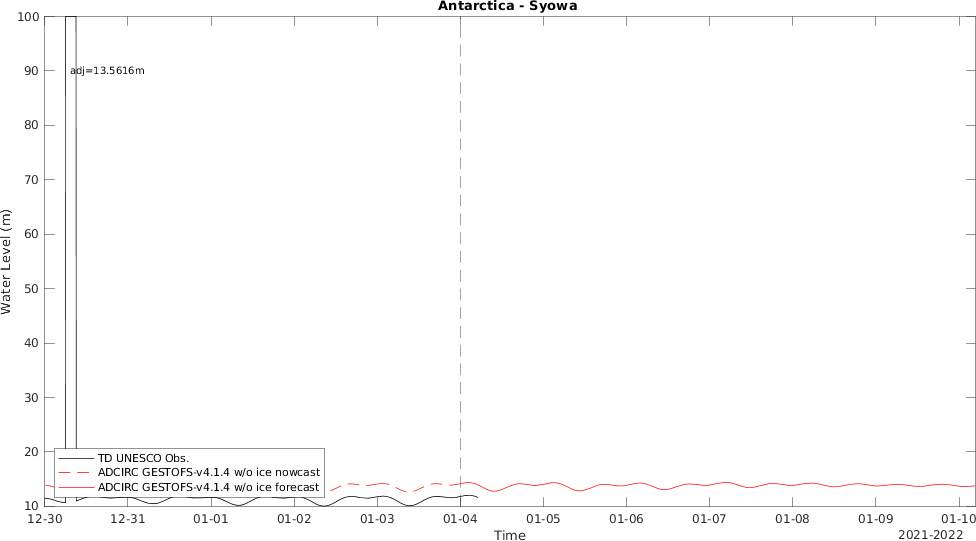 Antarctica - Syowa
100
90
80
70
60
50
40
30
20
10
Water Level (m)
adj=13.5616m
TD UNESCO Obs.
ADCIRC GESTOFS-v4.1.4 w/o ice nowcast
ADCIRC GESTOFS-v4.1.4 w/o ice forecast
12-30 12-31 01-01 01-02 01-03 01-04 01-05 01-06 01-07 01-08 01-09 01-10
Time
2021-2022